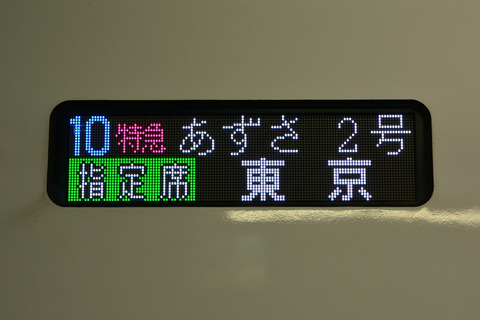 10 特急 あずさ 2号
指定席 東京